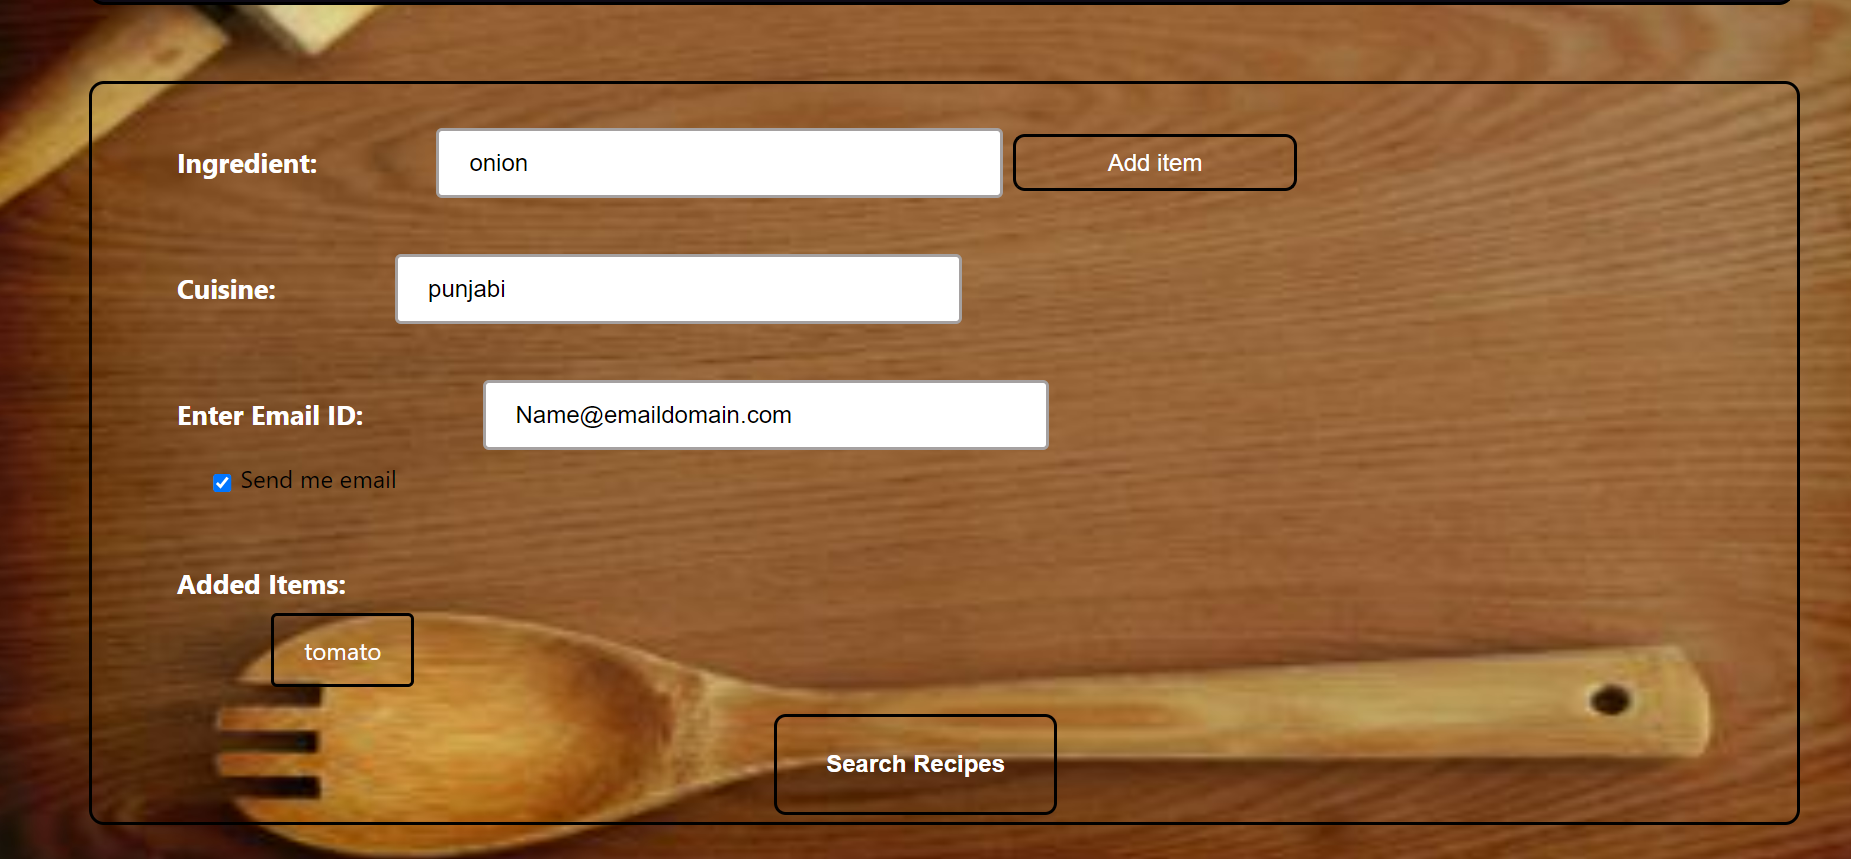 Ingredient: onion Add item
Cuisine: punjabi
Enter Email ID: Name@emaildomain.com
Send me email
Added Items:
tomato
Search Recipes